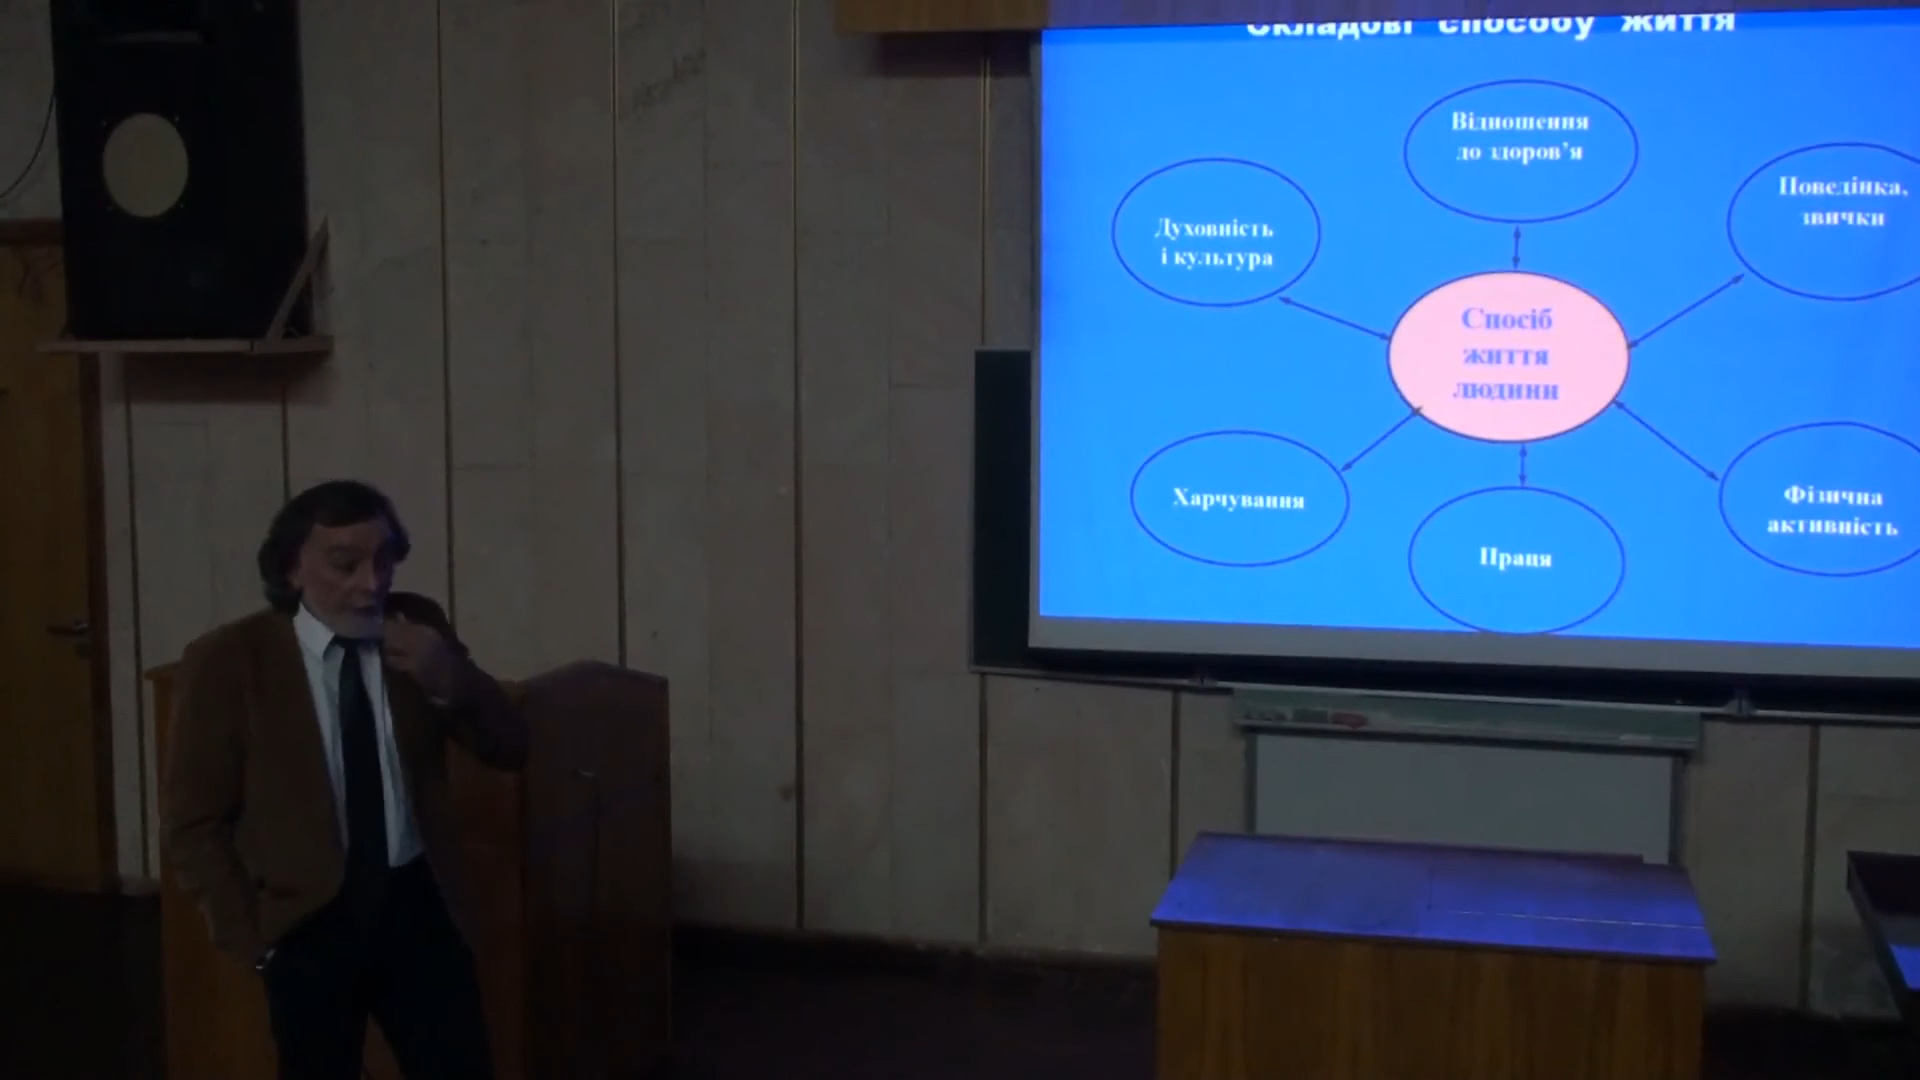 Складові способу життя
Відношення
до здоров’я
Поведінка,
звички
Духовність
і культура
Спосіб
життя
людини
Харчування
Праця
Фізична
активність